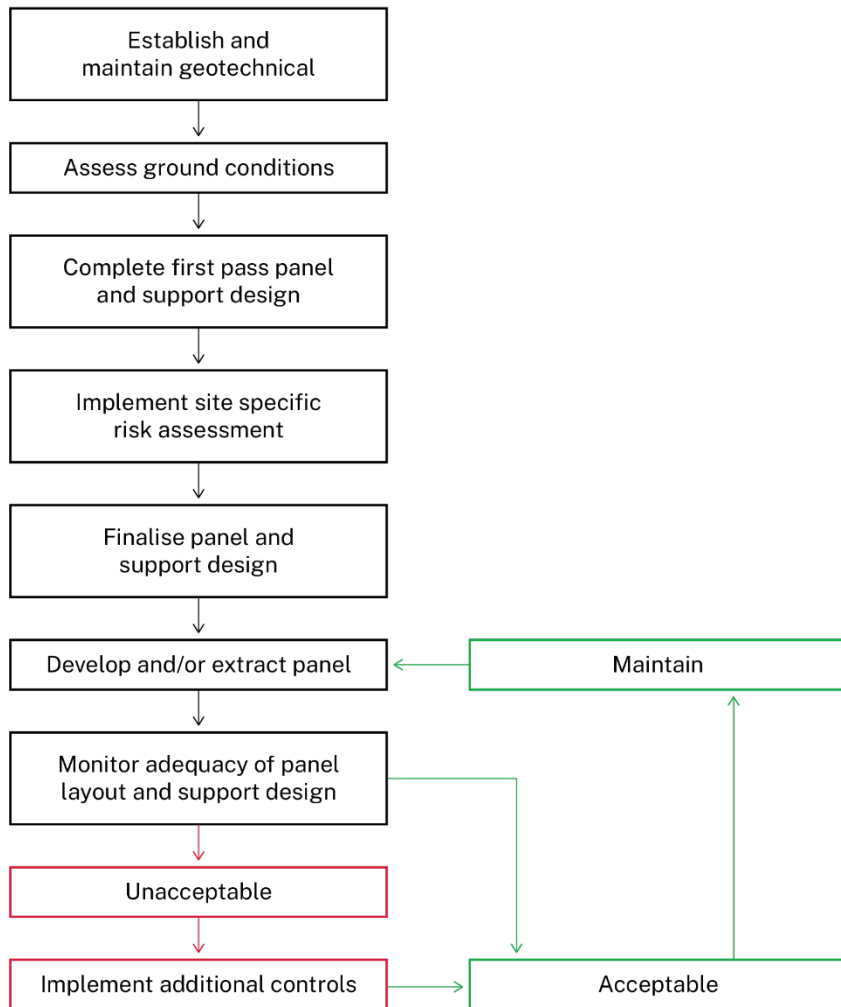 Establish and
maintain geotechnical
Assess ground conditions
Complete first pass panel
and support design
Implement site specific
risk assessment
Finalise panel and
support design
Develop and/or extract panel
Maintain
Monitor adequacy of panel
layout and support design
Unacceptable
Implement additional controls
Acceptable